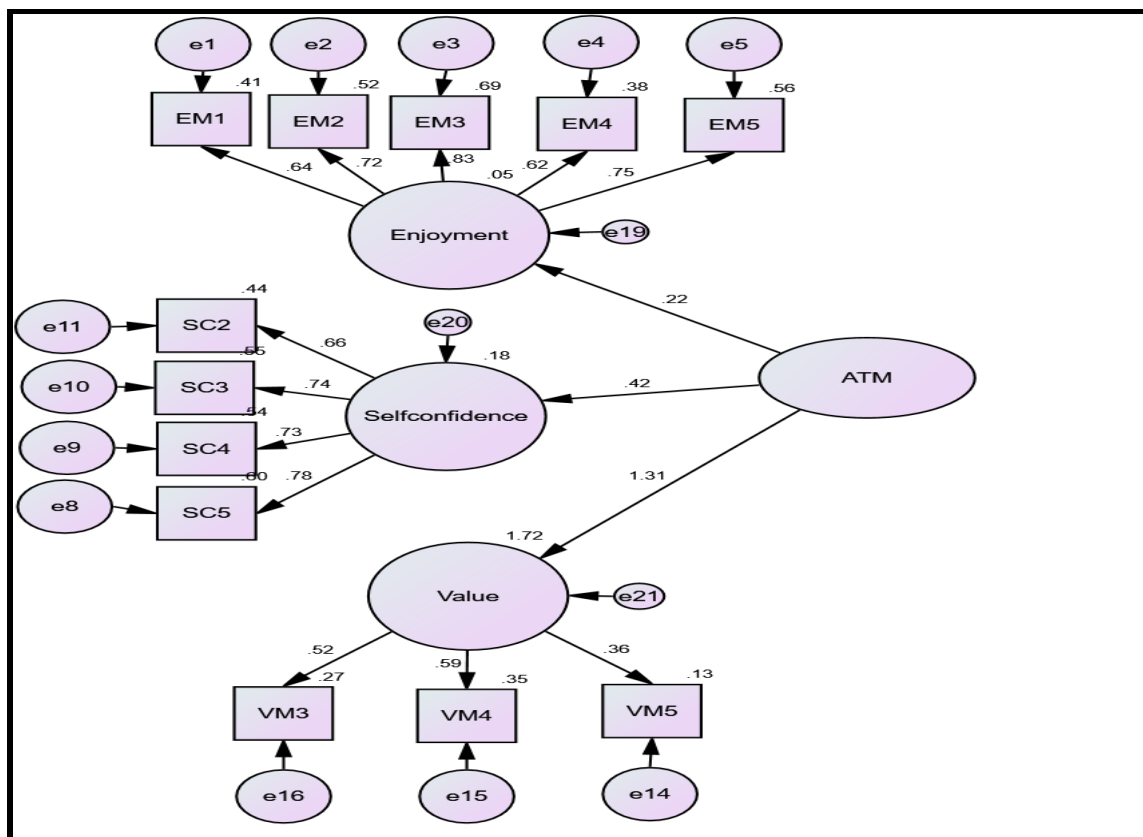 e1 e2 e3 e4 e5
.41 .52 .69 .38 .56
EM1 EM2 EM3 EM4 EM5
.64 .72 .83 .05 .62 .75
Enjoyment e19
.22
.44
e11 SC2 e20
.66 .18
.55
e10 SC3 .74 .42 ATM
Selfconfidence
.54
.73
e9 SC4
.60 .78
e8 SC5
1.31
1.72
Value e21
.52 .59 .36
.27 .35 .13
VM3 VM4 VM5
e16 e15 e14